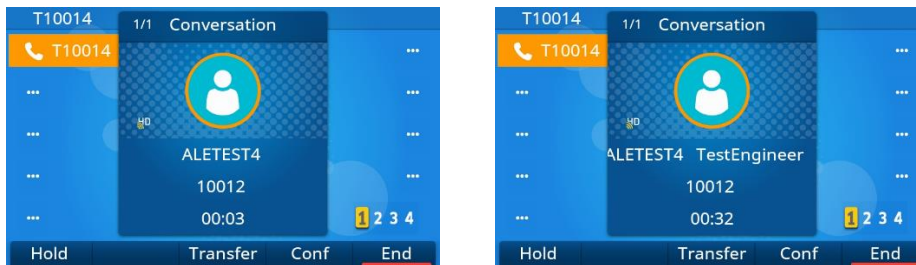 T10014
1/1 Conversation
T10014
...
...
...
HD
...
...
ALETEST4
...
...
10012
...
00:03
1 2 3 4
Hold Transfer Conf End
T10014
1/1 Conversation
T10014
...
...
...
HD
...
...
ALETEST4 TestEngineer
...
...
10012
...
00:32
1 2 3 4
Hold Transfer Conf End